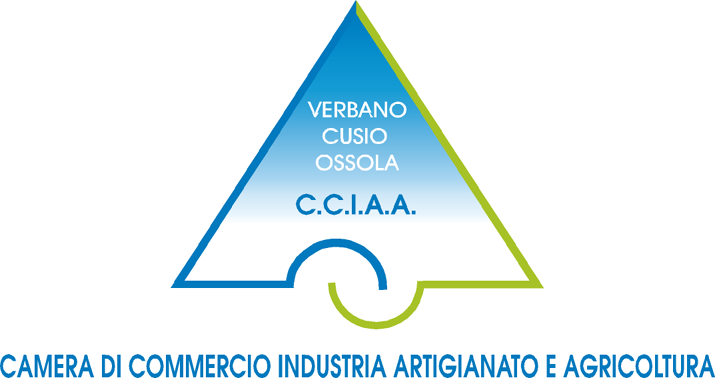 VERBANO
CUSIO
OSSOLA
C.C.I.A.A.
CAMERA DI COMMERCIO INDUSTRIA ARTIGIANATO E AGRICOLTURA